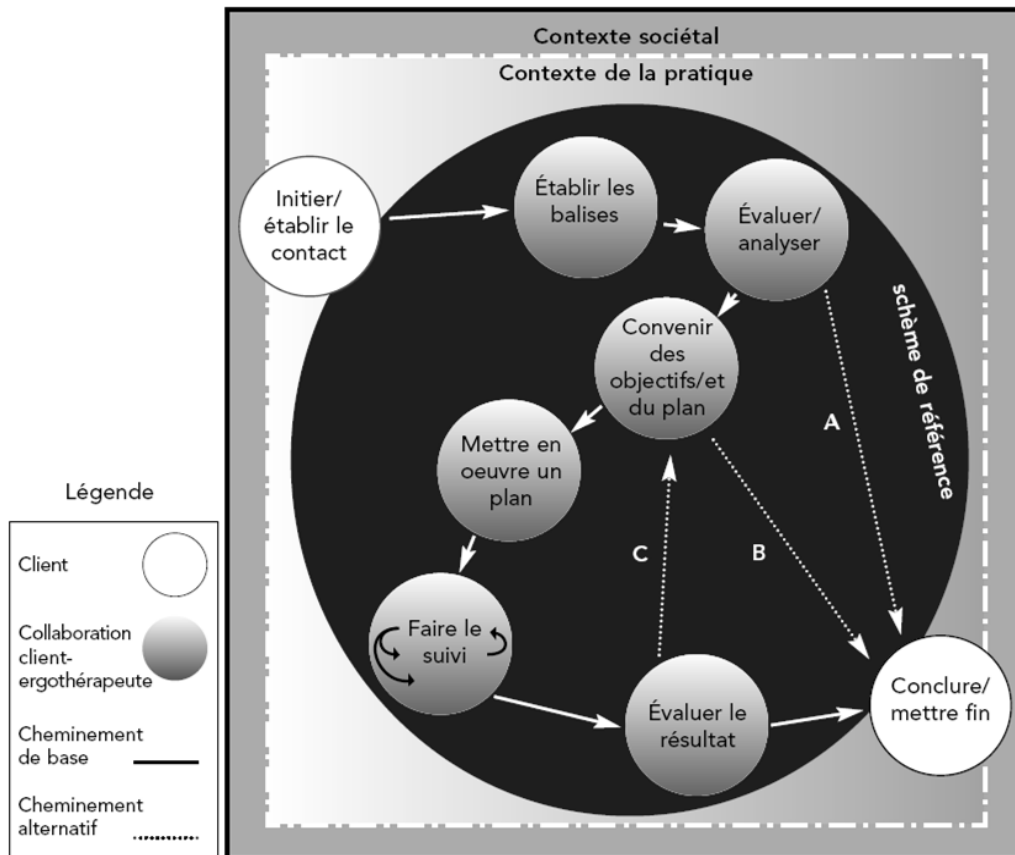 Contexte sociétal
Contexte de la pratique
Initier/
établir le
contact
Établir les
balises
Évaluer/
analyser
Convenir
des
objectifs/et
du plan
schème de référence
A
Mettre en
oeuvre un
plan
C
B
Faire le
suivi
Évaluer le
résultat
Conclure/
mettre fin
Légende
Client
Collaboration
client-
ergothérapeute
Cheminement
de base
Cheminement
alternatif